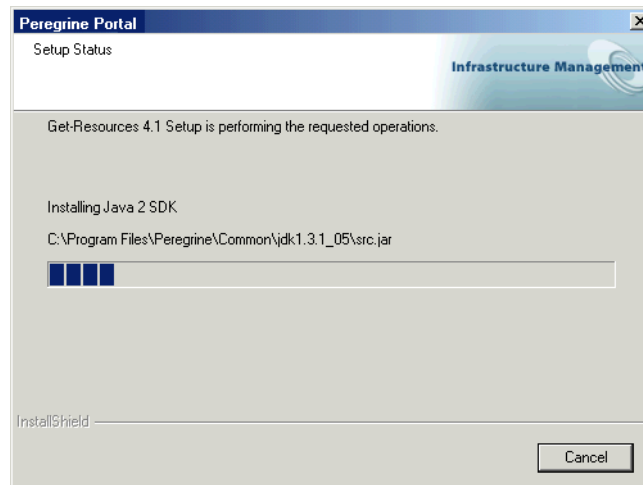 Peregrine Portal
Setup Status
Infrastructure Management
Get-Resources 4.1 Setup is performing the requested operations.
Installing Java 2 SDK
C:\Program Files\Peregrine\Common\jdk1.3.1_05\src.jar
InstallShield
Cancel